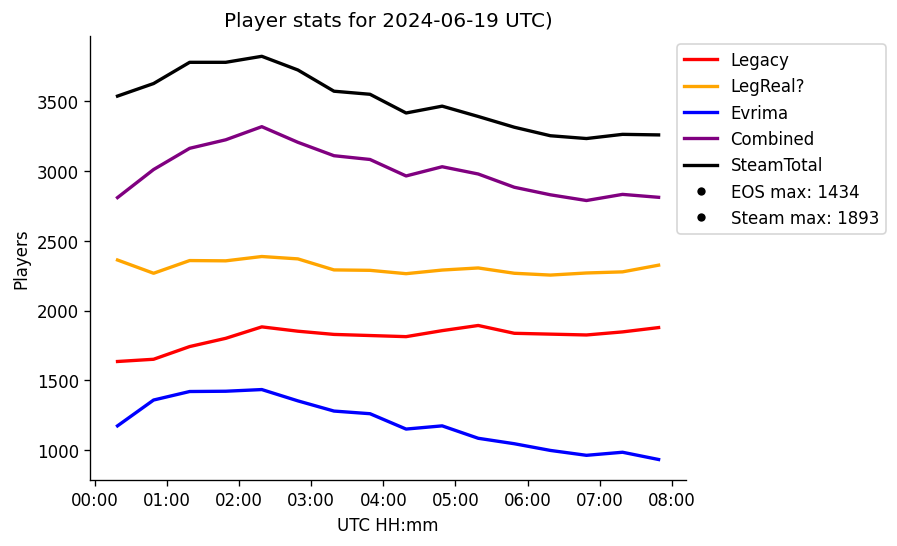 Player stats for 2024-06-19 UTC)
Legacy
LegReal?
Evrima
Combined
SteamTotal
EOS max: 1434
Steam max: 1893
Players
3500
3000
2500
2000
1500
1000
00:00 01:00 02:00 03:00 04:00 05:00 06:00 07:00 08:00
UTC HH:mm